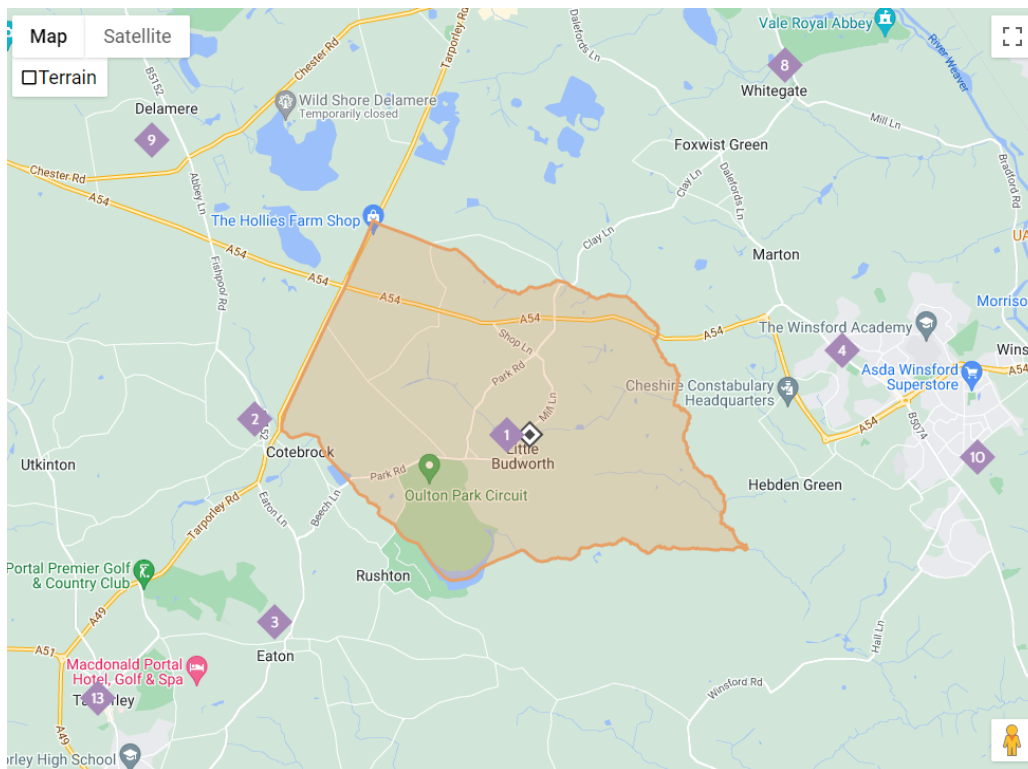 Map
Satellite
Terrain
Vale Royal Abbey
River Weaver
Chester Rd
Tarporley Rd
Dalefords Ln
B5152
8
Whitegate
Wild Shore Delamere
Temporarily closed
Delamere
9
Mill Ln
Foxwist Green
Bradford Rd
Chester Rd
A54
Abbey Ln
Clay Ln
Dalefords Ln
The Hollies Farm Shop
Clay Ln
UA
A54
Marton
Fishpool Rd
A54
Morriso
A54
A54
The Winsford Academy
Shop Ln
4
Wins
Park Rd
Asda Winsford
Superstore
A54
Cheshire Constabulary
Headquarters
Mill Ln
2
52
1
A54
B5074
Cotebrook
Little
Budworth
10
Utkinton
Park Rd
Oulton Park Circuit
Hebden Green
Eaton Ln
Beech Ln
Tarporley Rd
Portal Premier Golf
& Country Club
Rushton
A49
3
Hall Ln
A51
Eaton
Macdonald Portal
Hotel, Golf & Spa
Winsford Rd
13
A49
rley High School